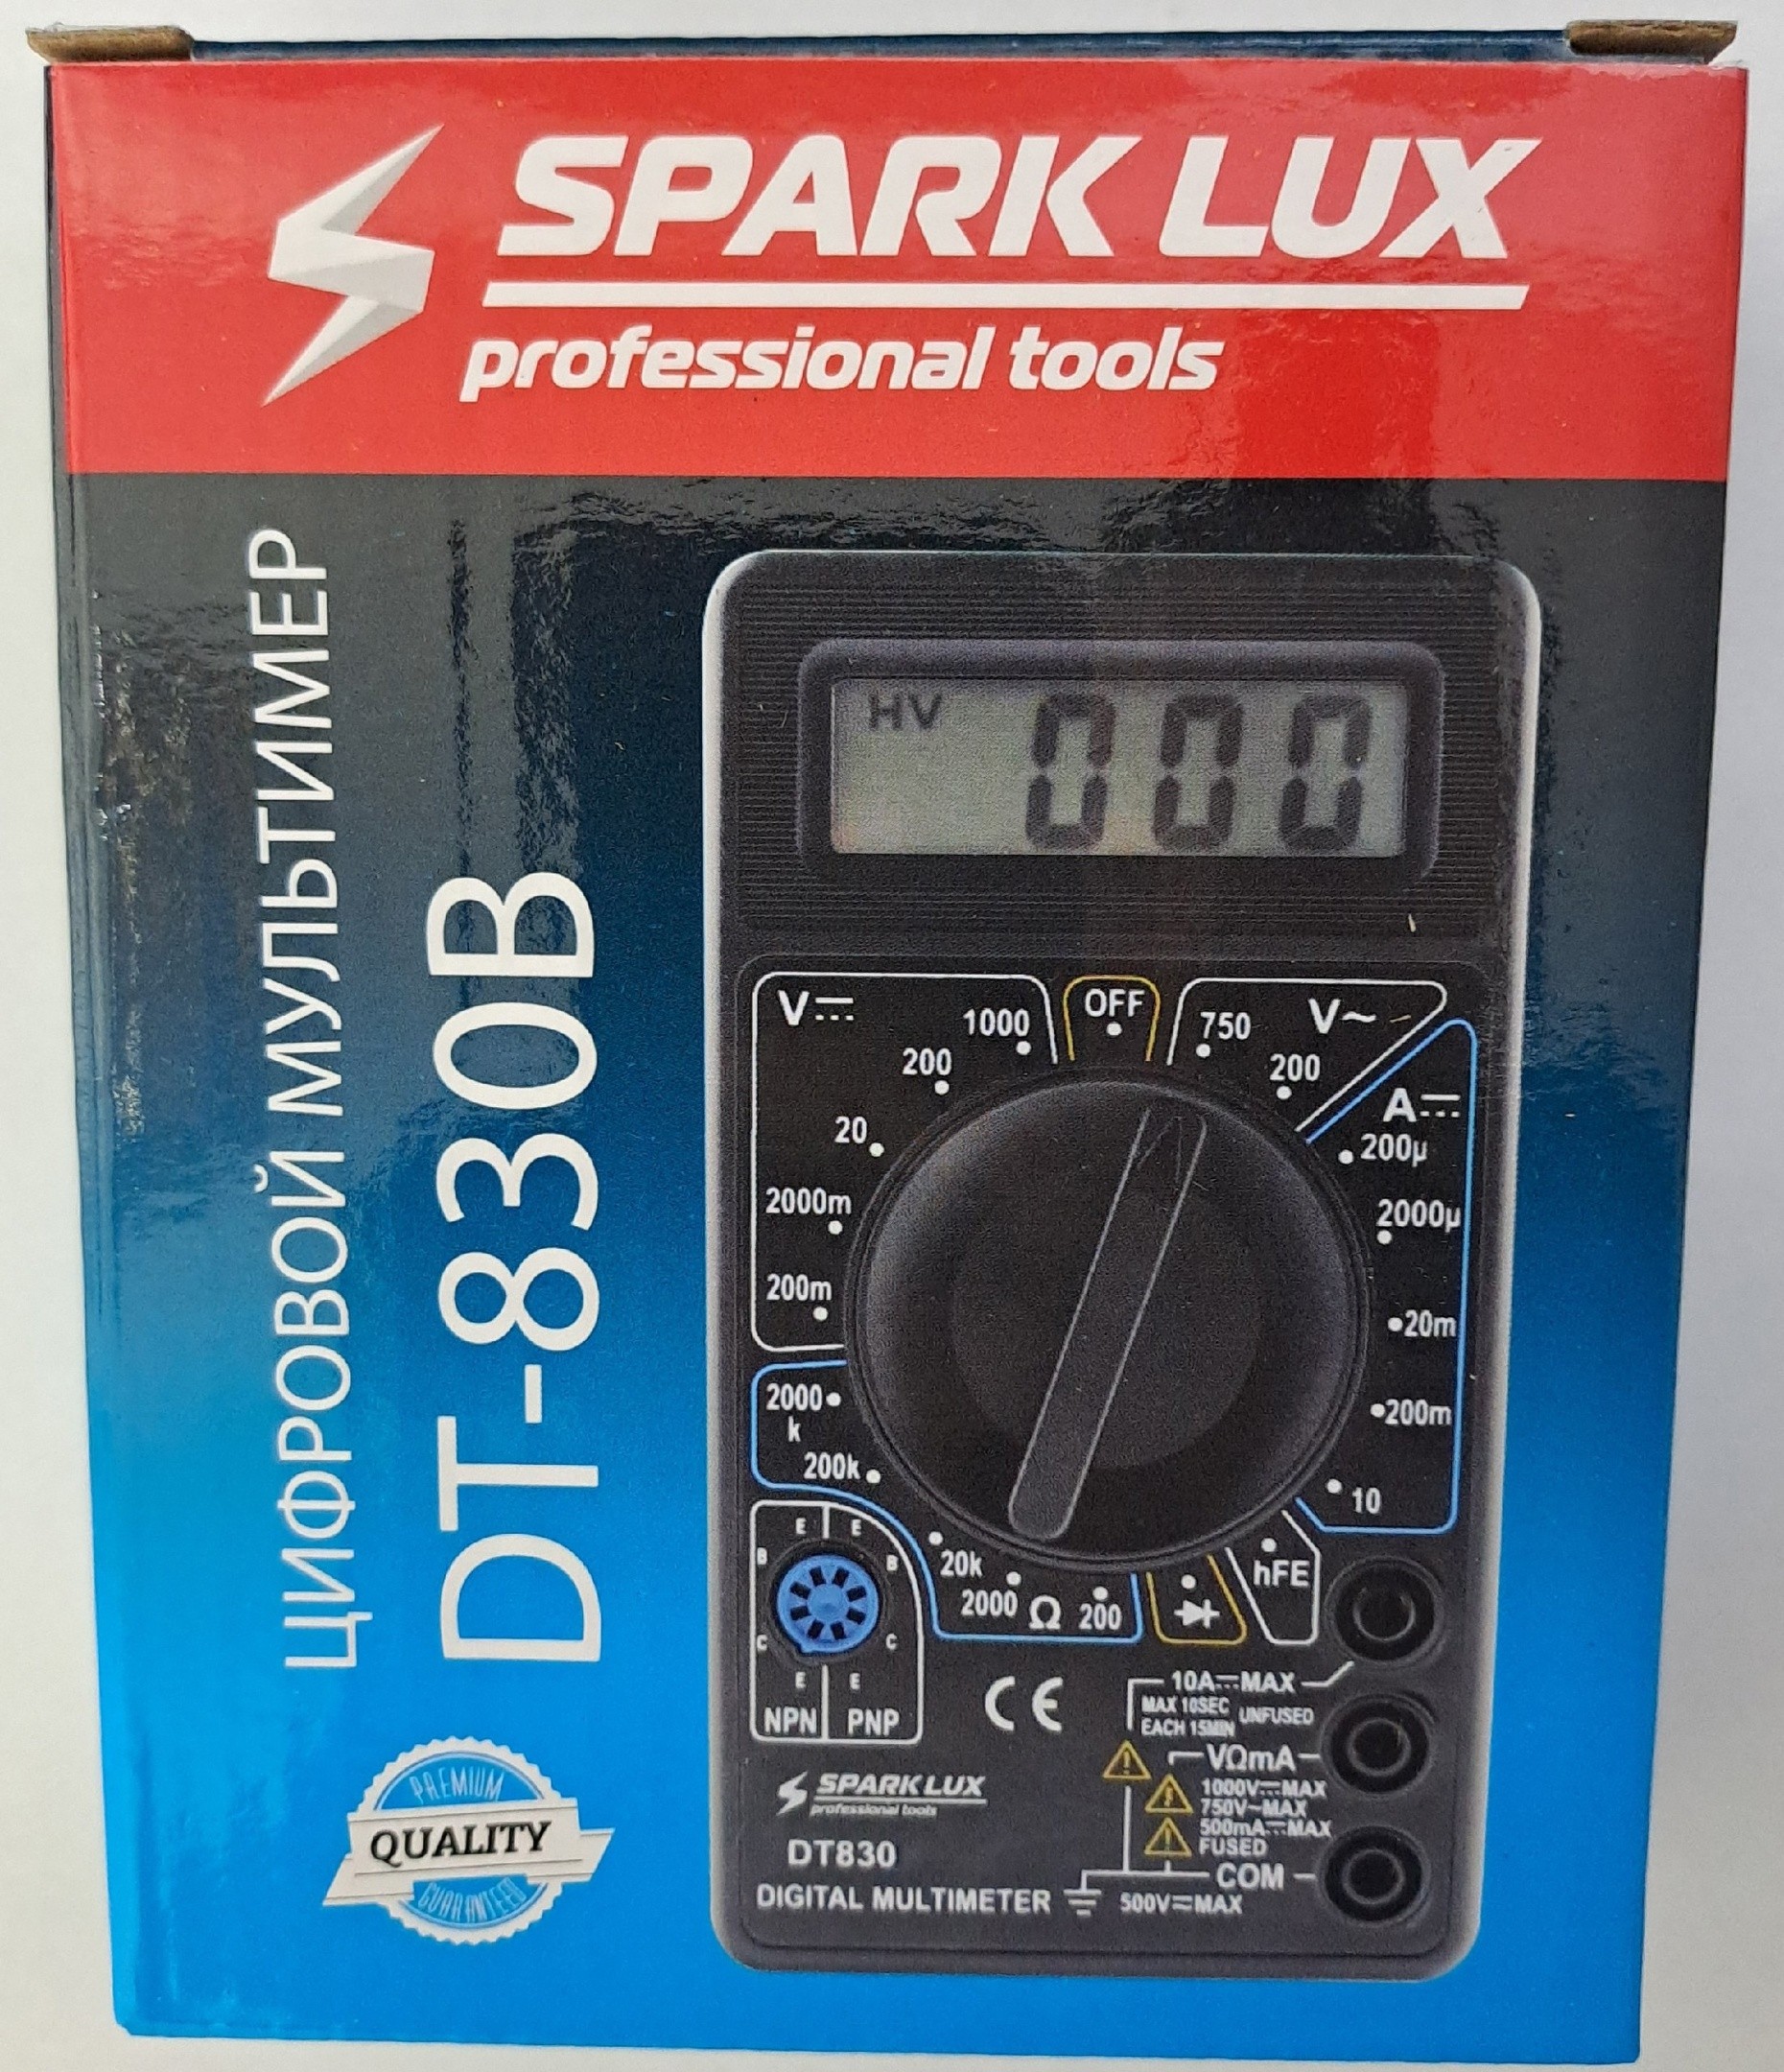 SPARK LUX
professional tools
ЦИФРОВОЙ МУЛЬТИМЕР
DT-830B
PREMIUM
QUALITY
GUARANTEED
HV
000
V⎓
1000
OFF
750
V~
200
200
A⎓
20
200µ
2000m
2000µ
200m
20m
2000
k
200m
200k
10
20k
2000 Ω 200
hFE
E E
B B
C C
E E
NPN PNP
CE
10A⎓MAX
MAX 10SEC
EACH 15MIN
UNFUSED
VΩmA
1000V⎓MAX
750V~MAX
500mA⎓MAX
FUSED
COM
500V⎓MAX
SPARK LUX
professional tools
DT830
DIGITAL MULTIMETER